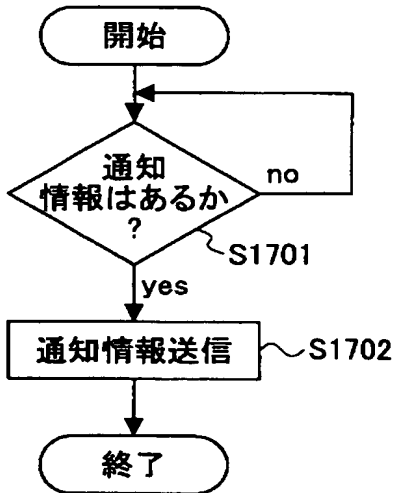 開始
通知
情報はあるか
?
no
S1701
yes
通知情報送信
S1702
終了